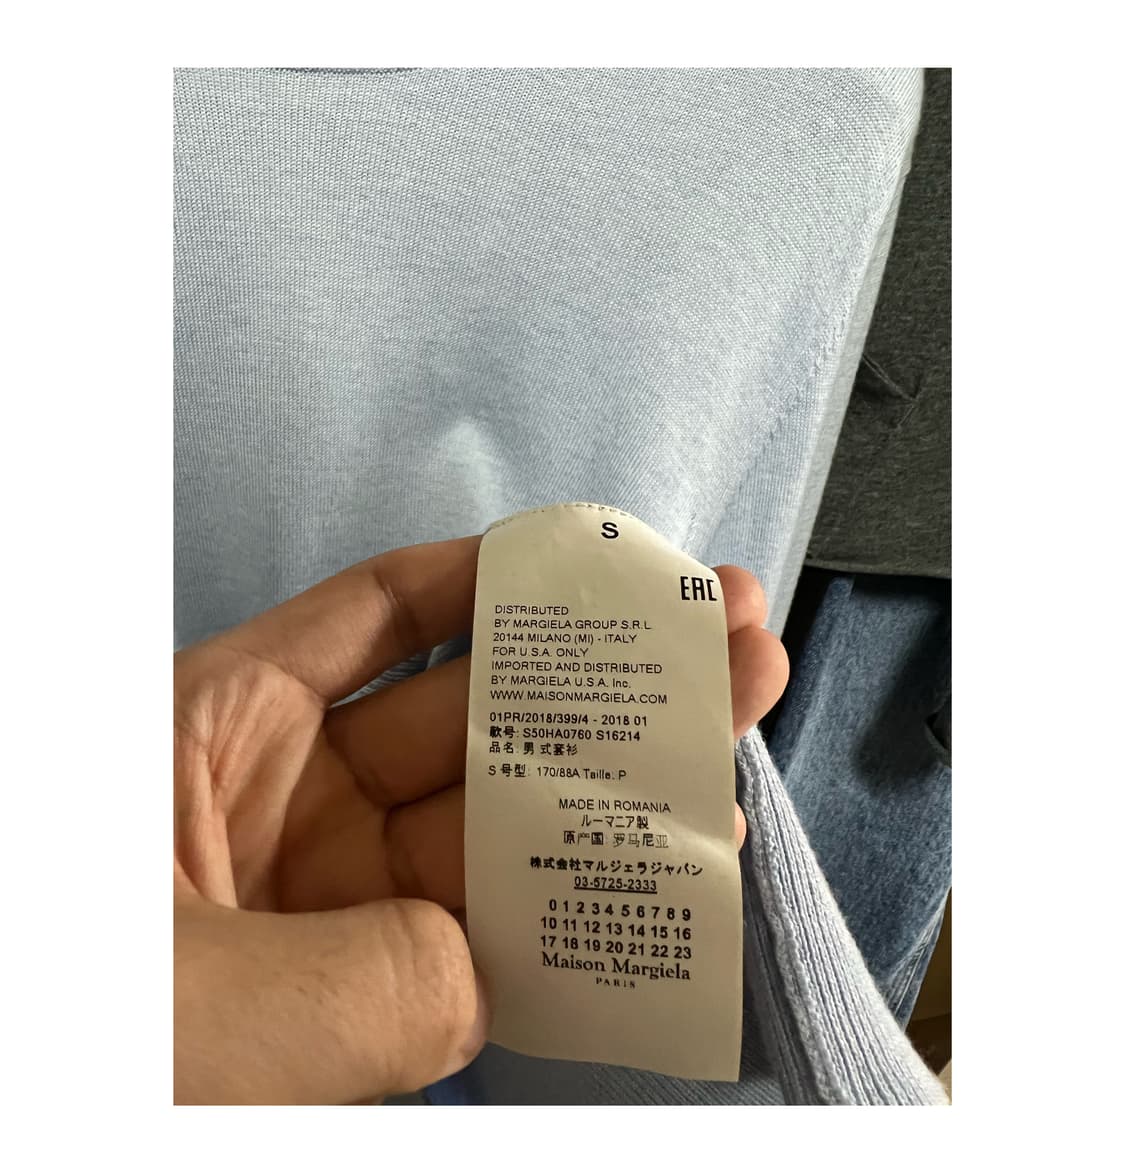 S
EAC
DISTRIBUTED
BY MARGIELA GROUP S.R.L.
20144 MILANO (MI) - ITALY
FOR U.S.A. ONLY
IMPORTED AND DISTRIBUTED
BY MARGIELA U.S.A. Inc.
WWW.MAISONMARGIELA.COM
01PR/2018/399/4 - 2018 01
款号: S50HA0760 S16214
品名: 男 式套衫
S 号型: 170/88A Taille: P
MADE IN ROMANIA
ルーマニア製
原产国: 罗马尼亚
株式会社マルジェラジャパン
03-5725-2333
0 1 2 3 4 5 6 7 8 9
10 11 12 13 14 15 16
17 18 19 20 21 22 23
Maison Margiela
PARIS